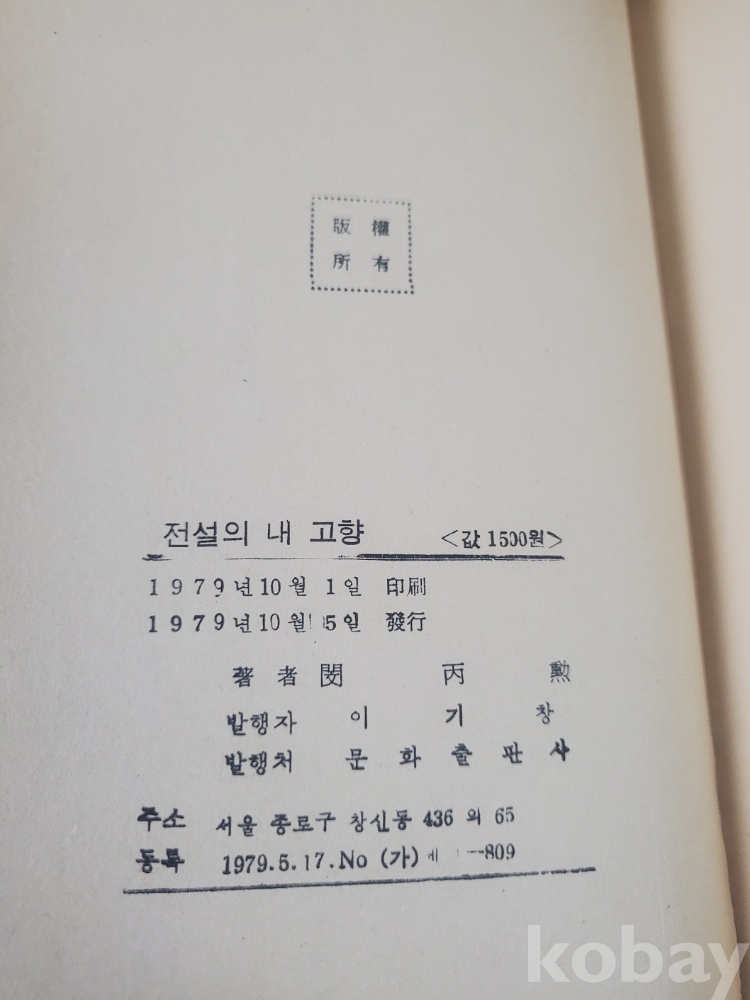 版權
所有
전설의 내 고향 <값 1500원>
1979년10월 1일 印刷
1979년10월 5일 發行
著者 閔 丙 勳
발행자 이 기 창
발행처 문 화 출 판 사
주소 서울 종로구 창신동 436 의 65
등록 1979.5.17.No (가) —809
kobay